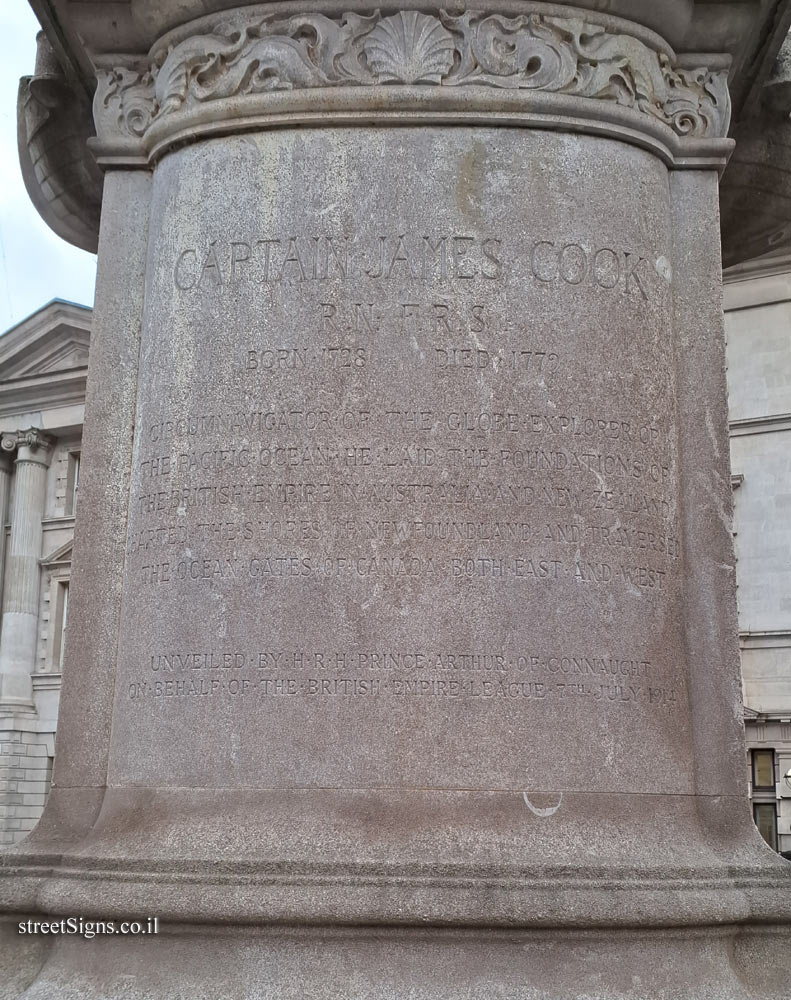 CAPTAIN·JAMES COOK
R.N. F.R.S.
BORN·1728 DIED·1779
CIRCUMNAVIGATOR·OF·THE·GLOBE·EXPLORER·OF
THE·PACIFIC·OCEAN·HE·LAID·THE·FOUNDATIONS·OF
THE·BRITISH·EMPIRE·IN·AUSTRALIA·AND·NEW·ZEALAND
CHARTED·THE·SHORES·OF·NEWFOUNDLAND·AND·TRAVERSED
THE·OCEAN·GATES·OF·CANADA·BOTH·EAST·AND·WEST
UNVEILED·BY·H·R·H·PRINCE·ARTHUR·OF·CONNAUGHT
ON·BEHALF·OF·THE·BRITISH·EMPIRE·LEAGUE·7TH·JULY·1914
streetSigns.co.il